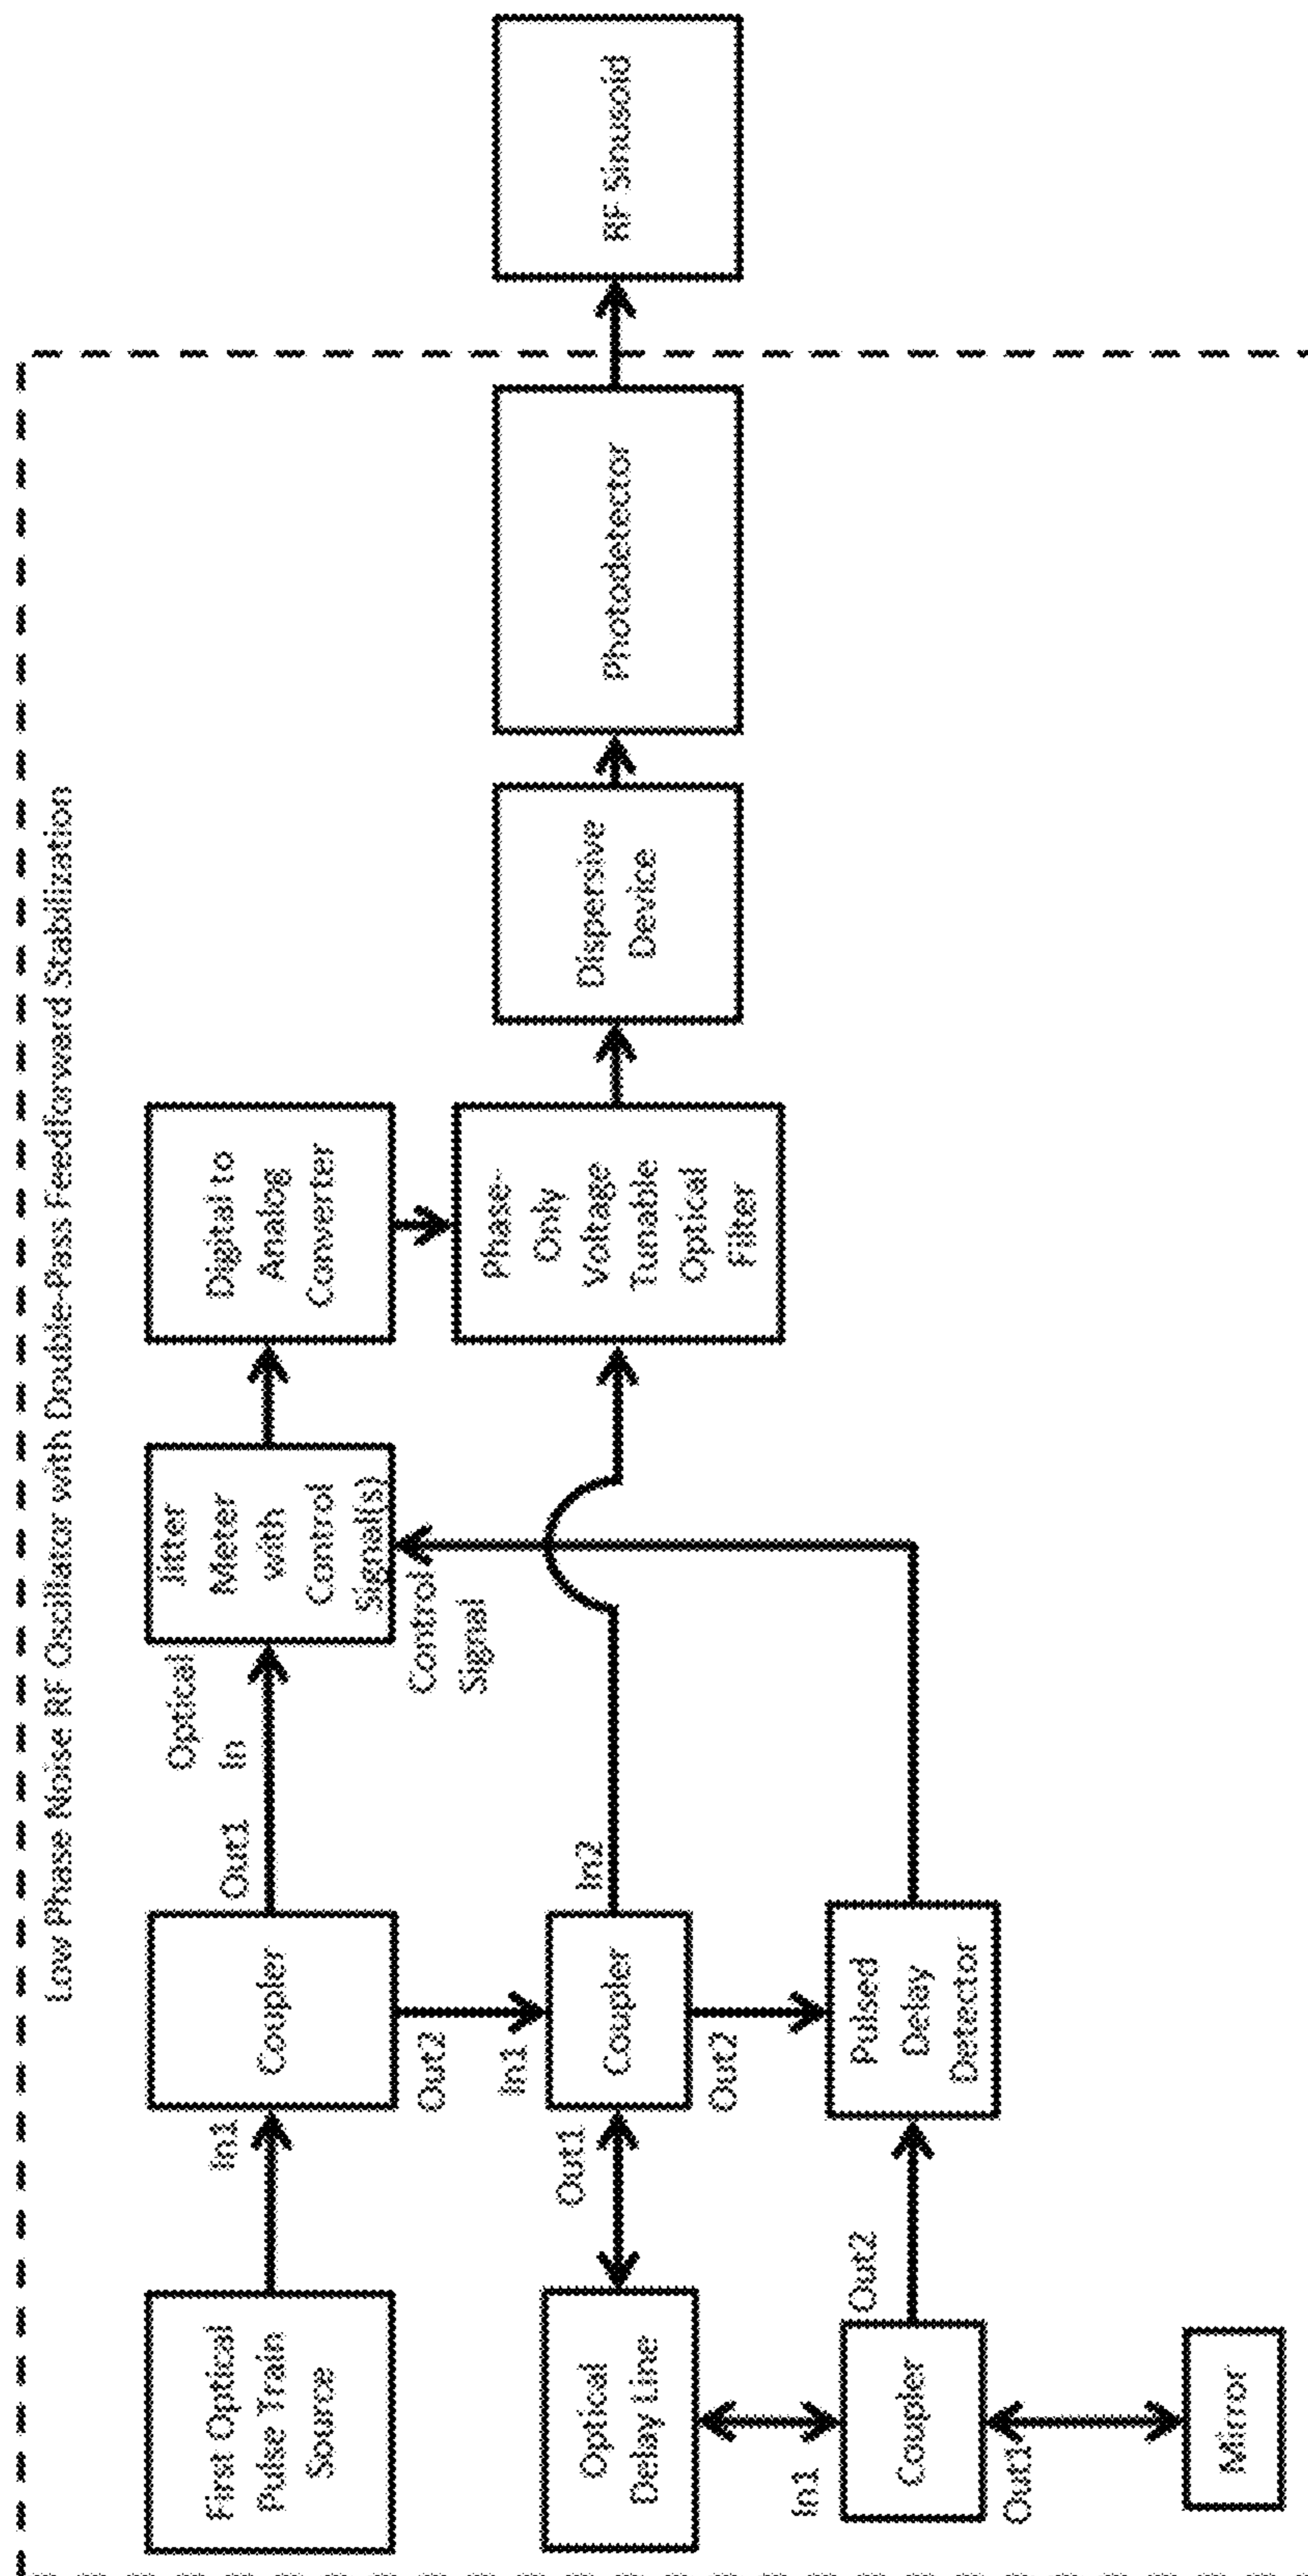 Low Phase Noise RF Oscillator with Double-Pass Feedforward Stabilization
First Optical
Pulse Train
Source
In1
Coupler
Out1
Out2
Optical
In
Jitter
Meter
with
Control
Signal(s)
Control
Signal
Digital to
Analog
Converter
Optical
Delay Line
Out1
In1
Coupler
In2
Out2
Phase-
Only
Voltage
Tunable
Optical
Filter
Dispersive
Device
Photodetector
RF Sinusoid
In1
Coupler
Out2
Out1
Pulsed
Delay
Detector
Mirror